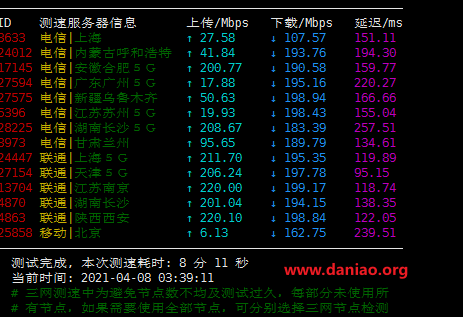 ID 测速服务器信息 上传/Mbps 下载/Mbps 延迟/ms
3633 电信|上海 ↑ 27.58 ↓ 107.57 151.11
24012 电信|内蒙古呼和浩特 ↑ 41.84 ↓ 193.76 194.30
17145 电信|安徽合肥5G ↑ 200.77 ↓ 190.58 159.77
27594 电信|广东广州5G ↑ 17.88 ↓ 195.16 220.27
27575 电信|新疆乌鲁木齐 ↑ 50.63 ↓ 198.94 166.66
5396 电信|江苏苏州5G ↑ 19.93 ↓ 198.43 155.04
28225 电信|湖南长沙5G ↑ 208.67 ↓ 183.39 257.51
3973 电信|甘肃兰州 ↑ 95.65 ↓ 189.79 134.61
24447 联通|上海5G ↑ 211.70 ↓ 195.35 119.89
27154 联通|天津5G ↑ 206.24 ↓ 197.78 95.15
13704 联通|江苏南京 ↑ 220.00 ↓ 199.17 118.74
4870 联通|湖南长沙 ↑ 201.04 ↓ 194.15 138.35
4863 联通|陕西西安 ↑ 220.10 ↓ 198.84 122.05
25858 移动|北京 ↑ 6.13 ↓ 162.75 239.51
测试完成, 本次测速耗时: 8 分 11 秒
当前时间: 2021-04-08 03:39:11
www.daniao.org
# 三网测速中为避免节点数不均及测试过久,每部分未使用所
# 有节点,如果需要使用全部节点,可分别选择三网节点检测